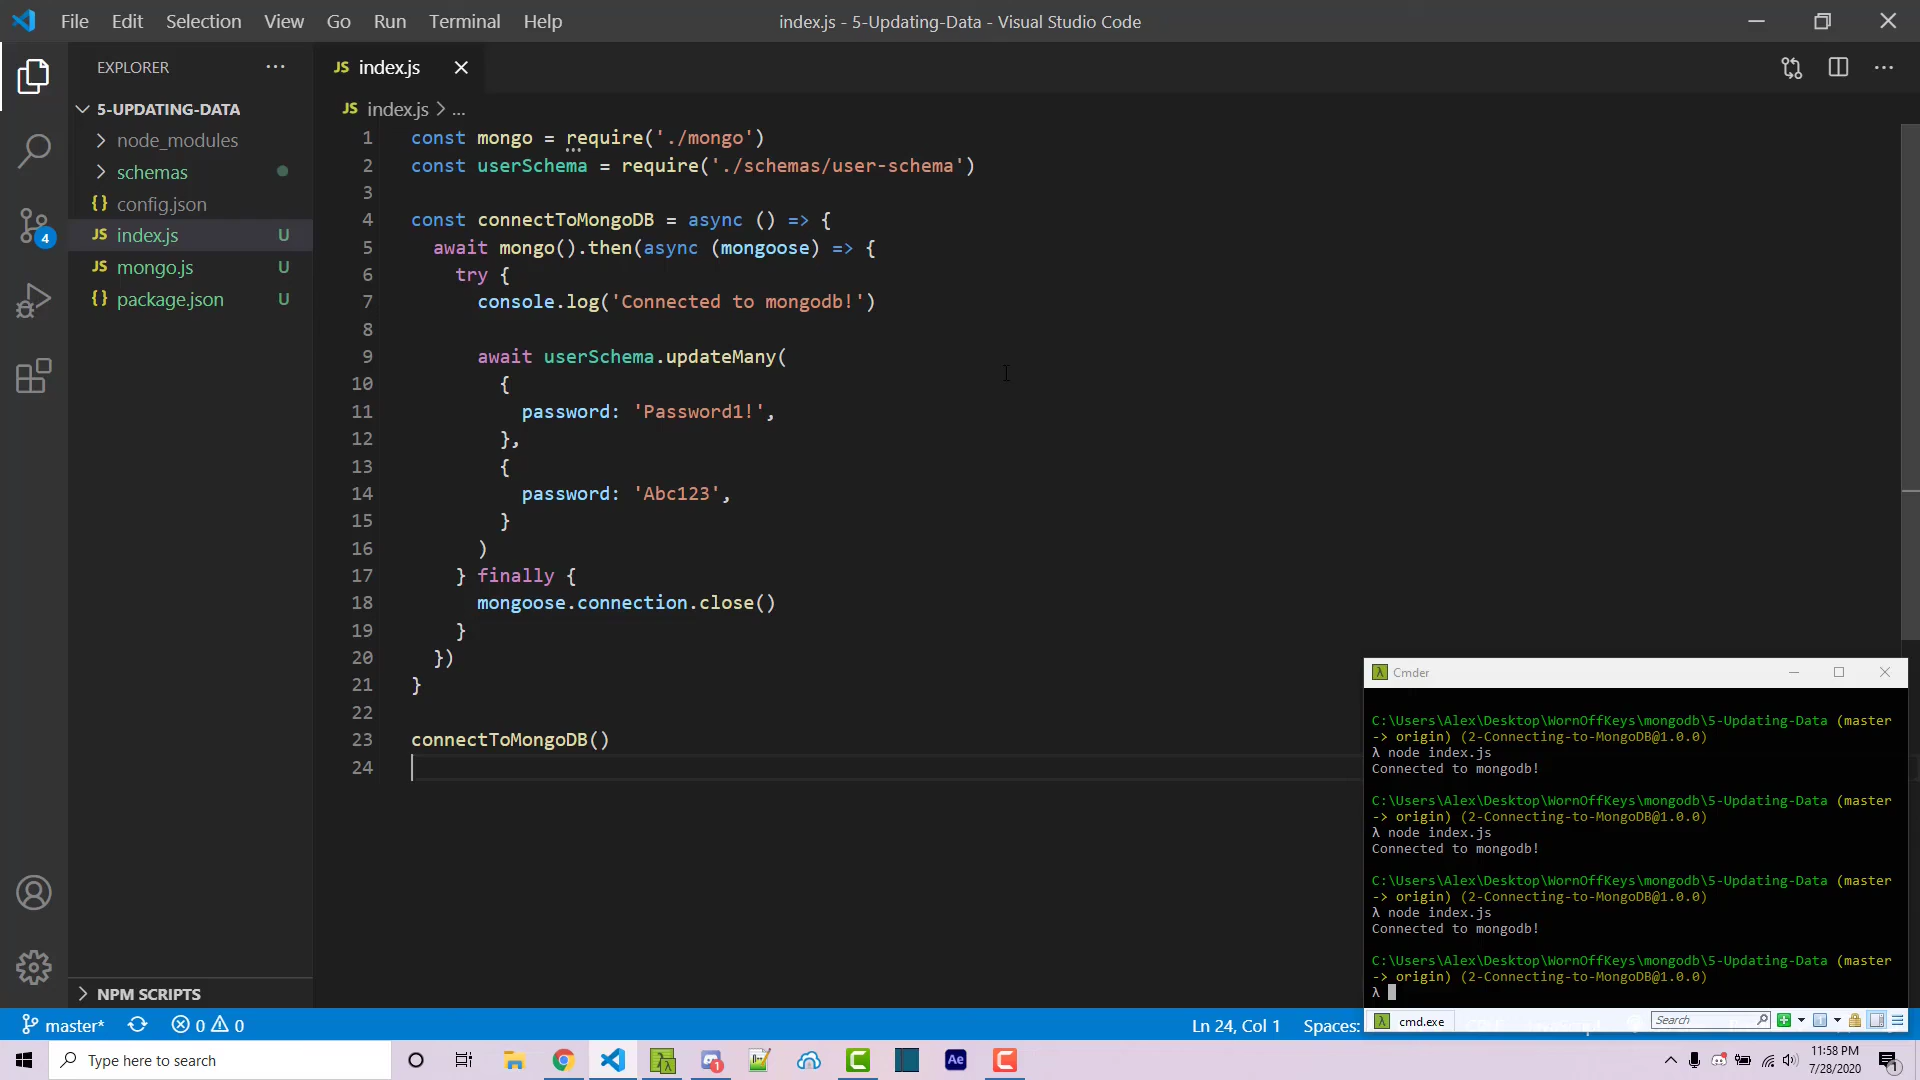 File Edit Selection View Go Run Terminal Help
index.js - 5-Updating-Data - Visual Studio Code
EXPLORER
5-UPDATING-DATA
node_modules
schemas
{} config.json
JS index.js U
JS mongo.js U
{} package.json U
NPM SCRIPTS
4
JS index.js
JS index.js > ...
1 const mongo = require('./mongo')
2 const userSchema = require('./schemas/user-schema')
3
4 const connectToMongoDB = async () => {
5 await mongo().then(async (mongoose) => {
6 try {
7 console.log('Connected to mongodb!')
8
9 await userSchema.updateMany(
10 {
11 password: 'Password1!',
12 },
13 {
14 password: 'Abc123',
15 }
16 )
17 } finally {
18 mongoose.connection.close()
19 }
20 })
21 }
22
23 connectToMongoDB()
24
Cmder
C:\Users\Alex\Desktop\WornOffKeys\mongodb\5-Updating-Data (master
-> origin) (2-Connecting-to-MongoDB@1.0.0)
λ node index.js
Connected to mongodb!
C:\Users\Alex\Desktop\WornOffKeys\mongodb\5-Updating-Data (master
-> origin) (2-Connecting-to-MongoDB@1.0.0)
λ node index.js
Connected to mongodb!
C:\Users\Alex\Desktop\WornOffKeys\mongodb\5-Updating-Data (master
-> origin) (2-Connecting-to-MongoDB@1.0.0)
λ node index.js
Connected to mongodb!
C:\Users\Alex\Desktop\WornOffKeys\mongodb\5-Updating-Data (master
-> origin) (2-Connecting-to-MongoDB@1.0.0)
λ
cmd.exe
Search
master* 0 0
Ln 24, Col 1 Spaces:
Type here to search
Ae
11:58 PM
7/28/2020